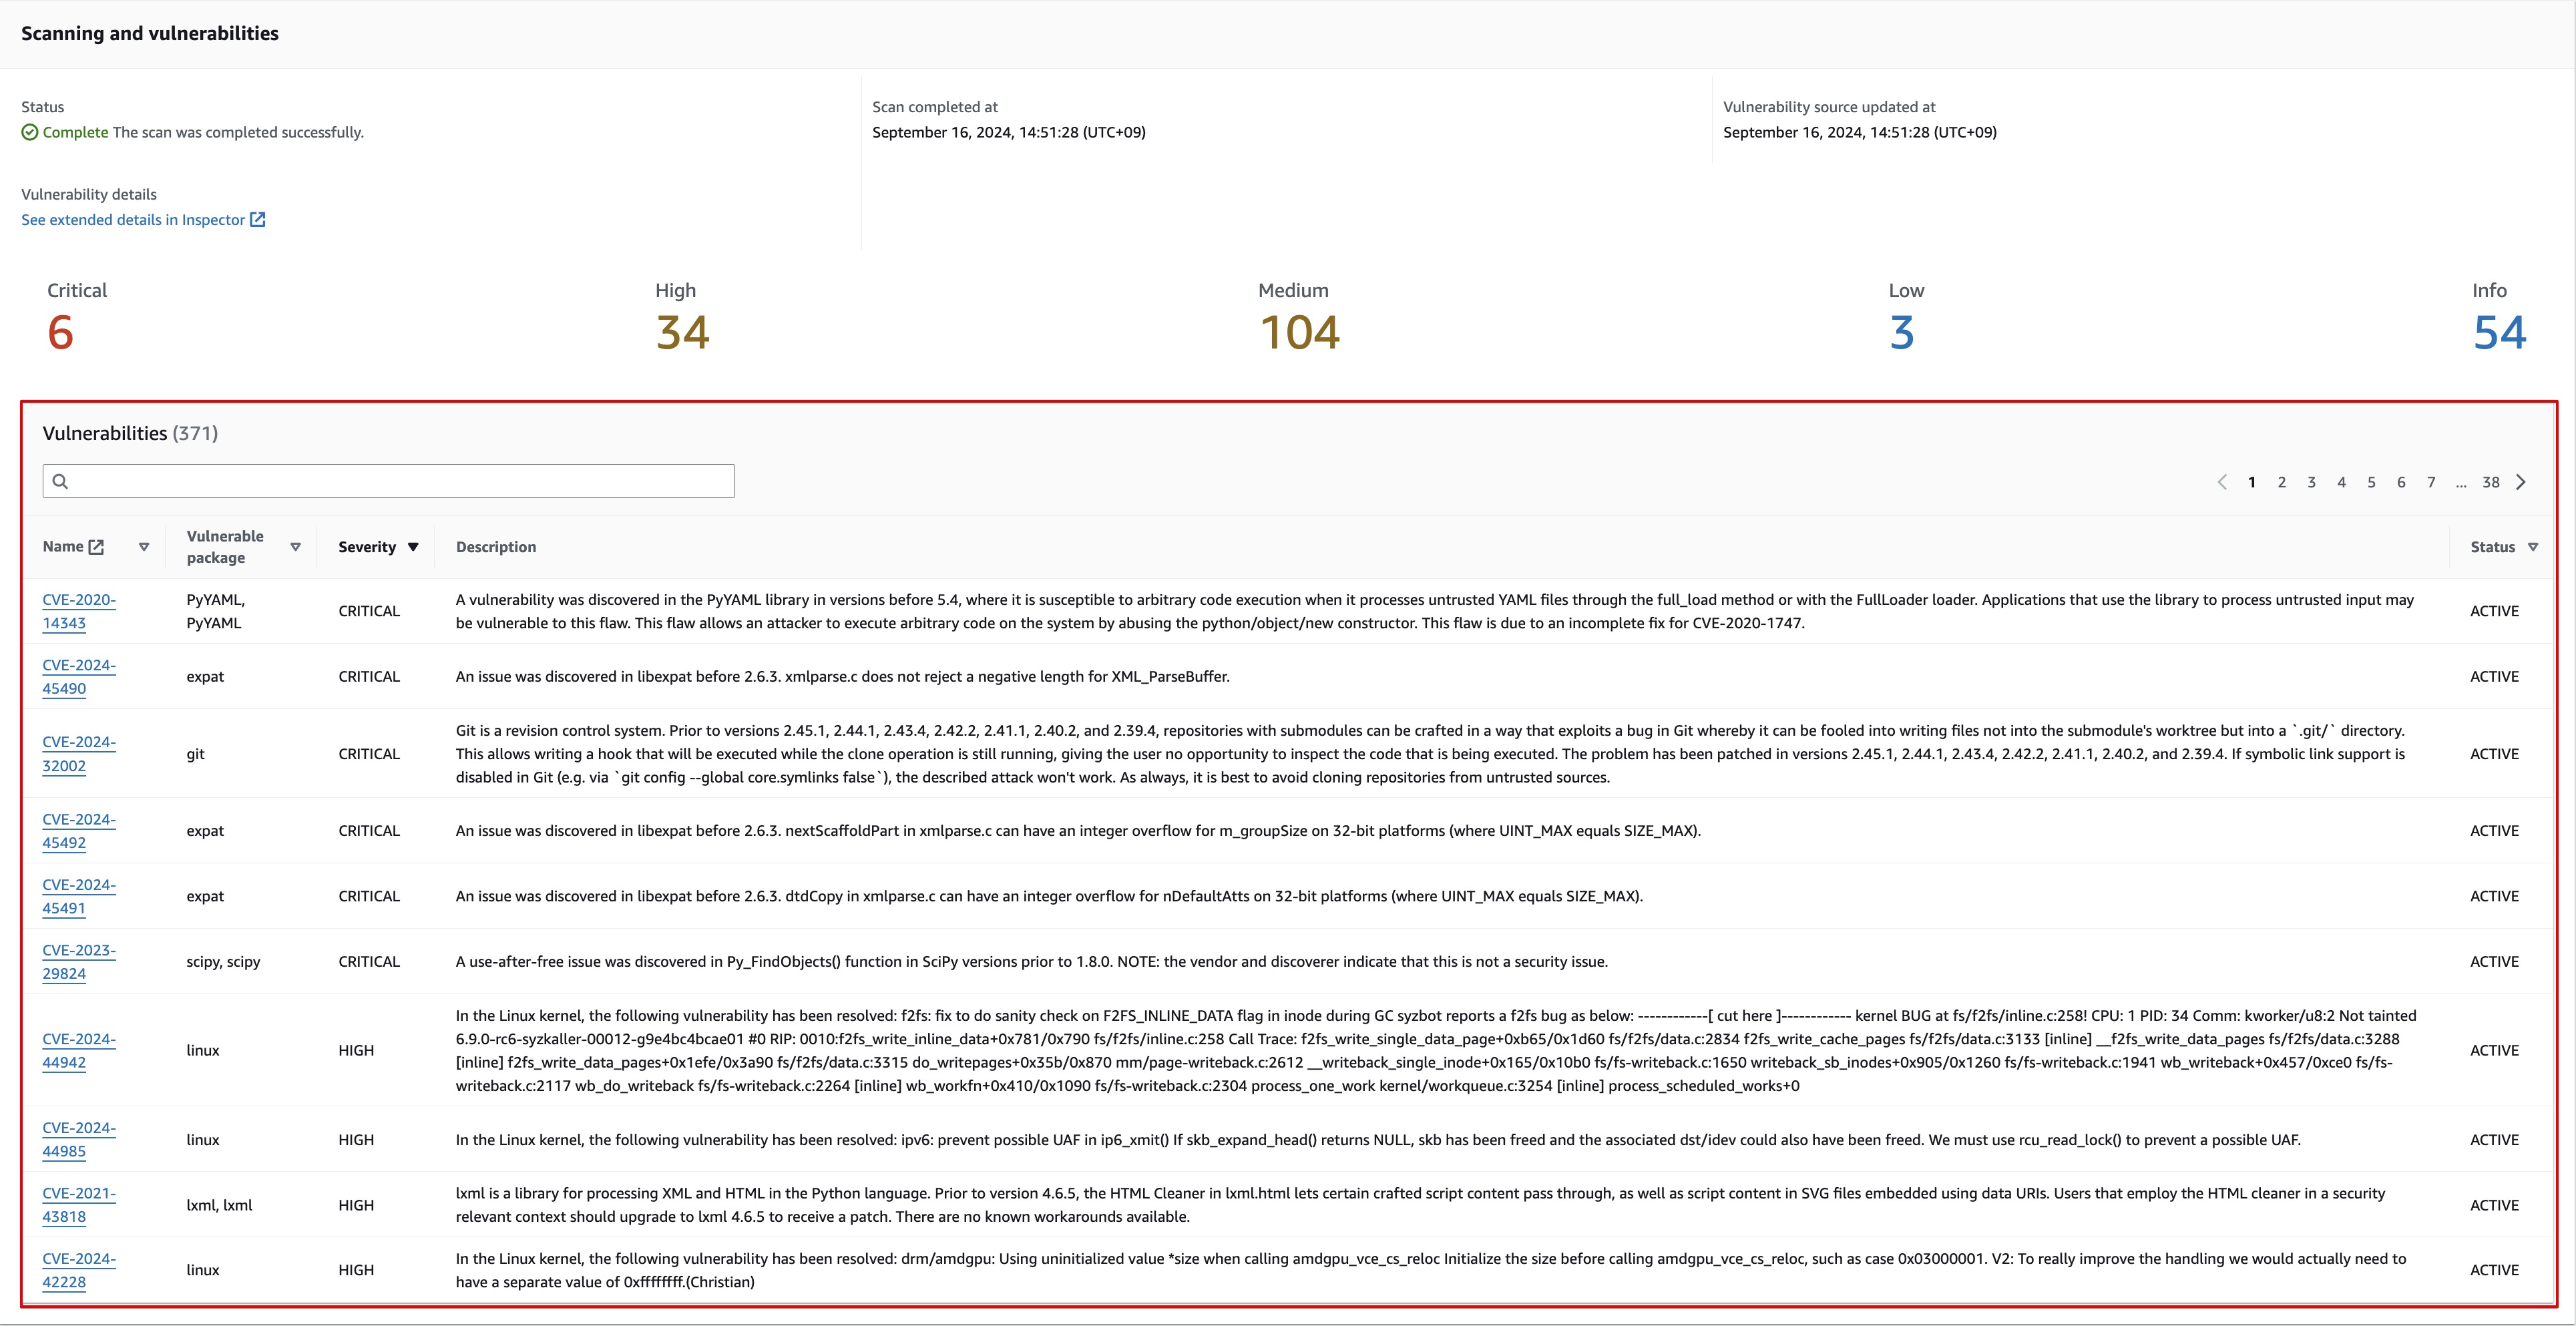 Scanning and vulnerabilities
Status
Complete The scan was completed successfully.
Scan completed at
September 16, 2024, 14:51:28 (UTC+09)
Vulnerability source updated at
September 16, 2024, 14:51:28 (UTC+09)
Vulnerability details
See extended details in Inspector
Critical
6
High
34
Medium
104
Low
3
Info
54
Vulnerabilities (371)
1 2 3 4 5 6 7 ... 38
Name
Vulnerable
package
Severity
Description
Status
CVE-2020-
14343
PyYAML,
PyYAML
CRITICAL
A vulnerability was discovered in the PyYAML library in versions before 5.4, where it is susceptible to arbitrary code execution when it processes untrusted YAML files through the full_load method or with the FullLoader loader. Applications that use the library to process untrusted input may
be vulnerable to this flaw. This flaw allows an attacker to execute arbitrary code on the system by abusing the python/object/new constructor. This flaw is due to an incomplete fix for CVE-2020-1747.
ACTIVE
CVE-2024-
45490
expat
CRITICAL
An issue was discovered in libexpat before 2.6.3. xmlparse.c does not reject a negative length for XML_ParseBuffer.
ACTIVE
CVE-2024-
32002
git
CRITICAL
Git is a revision control system. Prior to versions 2.45.1, 2.44.1, 2.43.4, 2.42.2, 2.41.1, 2.40.2, and 2.39.4, repositories with submodules can be crafted in a way that exploits a bug in Git whereby it can be fooled into writing files not into the submodule's worktree but into a `.git/` directory.
This allows writing a hook that will be executed while the clone operation is still running, giving the user no opportunity to inspect the code that is being executed. The problem has been patched in versions 2.45.1, 2.44.1, 2.43.4, 2.42.2, 2.41.1, 2.40.2, and 2.39.4. If symbolic link support is
disabled in Git (e.g. via `git config --global core.symlinks false`), the described attack won't work. As always, it is best to avoid cloning repositories from untrusted sources.
ACTIVE
CVE-2024-
45492
expat
CRITICAL
An issue was discovered in libexpat before 2.6.3. nextScaffoldPart in xmlparse.c can have an integer overflow for m_groupSize on 32-bit platforms (where UINT_MAX equals SIZE_MAX).
ACTIVE
CVE-2024-
45491
expat
CRITICAL
An issue was discovered in libexpat before 2.6.3. dtdCopy in xmlparse.c can have an integer overflow for nDefaultAtts on 32-bit platforms (where UINT_MAX equals SIZE_MAX).
ACTIVE
CVE-2023-
29824
scipy, scipy
CRITICAL
A use-after-free issue was discovered in Py_FindObjects() function in SciPy versions prior to 1.8.0. NOTE: the vendor and discoverer indicate that this is not a security issue.
ACTIVE
CVE-2024-
44942
linux
HIGH
In the Linux kernel, the following vulnerability has been resolved: f2fs: fix to do sanity check on F2FS_INLINE_DATA flag in inode during GC syzbot reports a f2fs bug as below: ------------[ cut here ]------------ kernel BUG at fs/f2fs/inline.c:258! CPU: 1 PID: 34 Comm: kworker/u8:2 Not tainted
6.9.0-rc6-syzkaller-00012-g9e4bc4bcae01 #0 RIP: 0010:f2fs_write_inline_data+0x781/0x790 fs/f2fs/inline.c:258 Call Trace: f2fs_write_single_data_page+0xb65/0x1d60 fs/f2fs/data.c:2834 f2fs_write_cache_pages fs/f2fs/data.c:3133 [inline] __f2fs_write_data_pages fs/f2fs/data.c:3288
[inline] f2fs_write_data_pages+0x1efe/0x3a90 fs/f2fs/data.c:3315 do_writepages+0x35b/0x870 mm/page-writeback.c:2612 __writeback_single_inode+0x165/0x10b0 fs/fs-writeback.c:1650 writeback_sb_inodes+0x905/0x1260 fs/fs-writeback.c:1941 wb_writeback+0x457/0xce0 fs/fs-
writeback.c:2117 wb_do_writeback fs/fs-writeback.c:2264 [inline] wb_workfn+0x410/0x1090 fs/fs-writeback.c:2304 process_one_work kernel/workqueue.c:3254 [inline] process_scheduled_works+0
ACTIVE
CVE-2024-
44985
linux
HIGH
In the Linux kernel, the following vulnerability has been resolved: ipv6: prevent possible UAF in ip6_xmit() If skb_expand_head() returns NULL, skb has been freed and the associated dst/idev could also have been freed. We must use rcu_read_lock() to prevent a possible UAF.
ACTIVE
CVE-2021-
43818
lxml, lxml
HIGH
lxml is a library for processing XML and HTML in the Python language. Prior to version 4.6.5, the HTML Cleaner in lxml.html lets certain crafted script content pass through, as well as script content in SVG files embedded using data URIs. Users that employ the HTML cleaner in a security
relevant context should upgrade to lxml 4.6.5 to receive a patch. There are no known workarounds available.
ACTIVE
CVE-2024-
42228
linux
HIGH
In the Linux kernel, the following vulnerability has been resolved: drm/amdgpu: Using uninitialized value *size when calling amdgpu_vce_cs_reloc Initialize the size before calling amdgpu_vce_cs_reloc, such as case 0x03000001. V2: To really improve the handling we would actually need to
have a separate value of 0xffffffff.(Christian)
ACTIVE